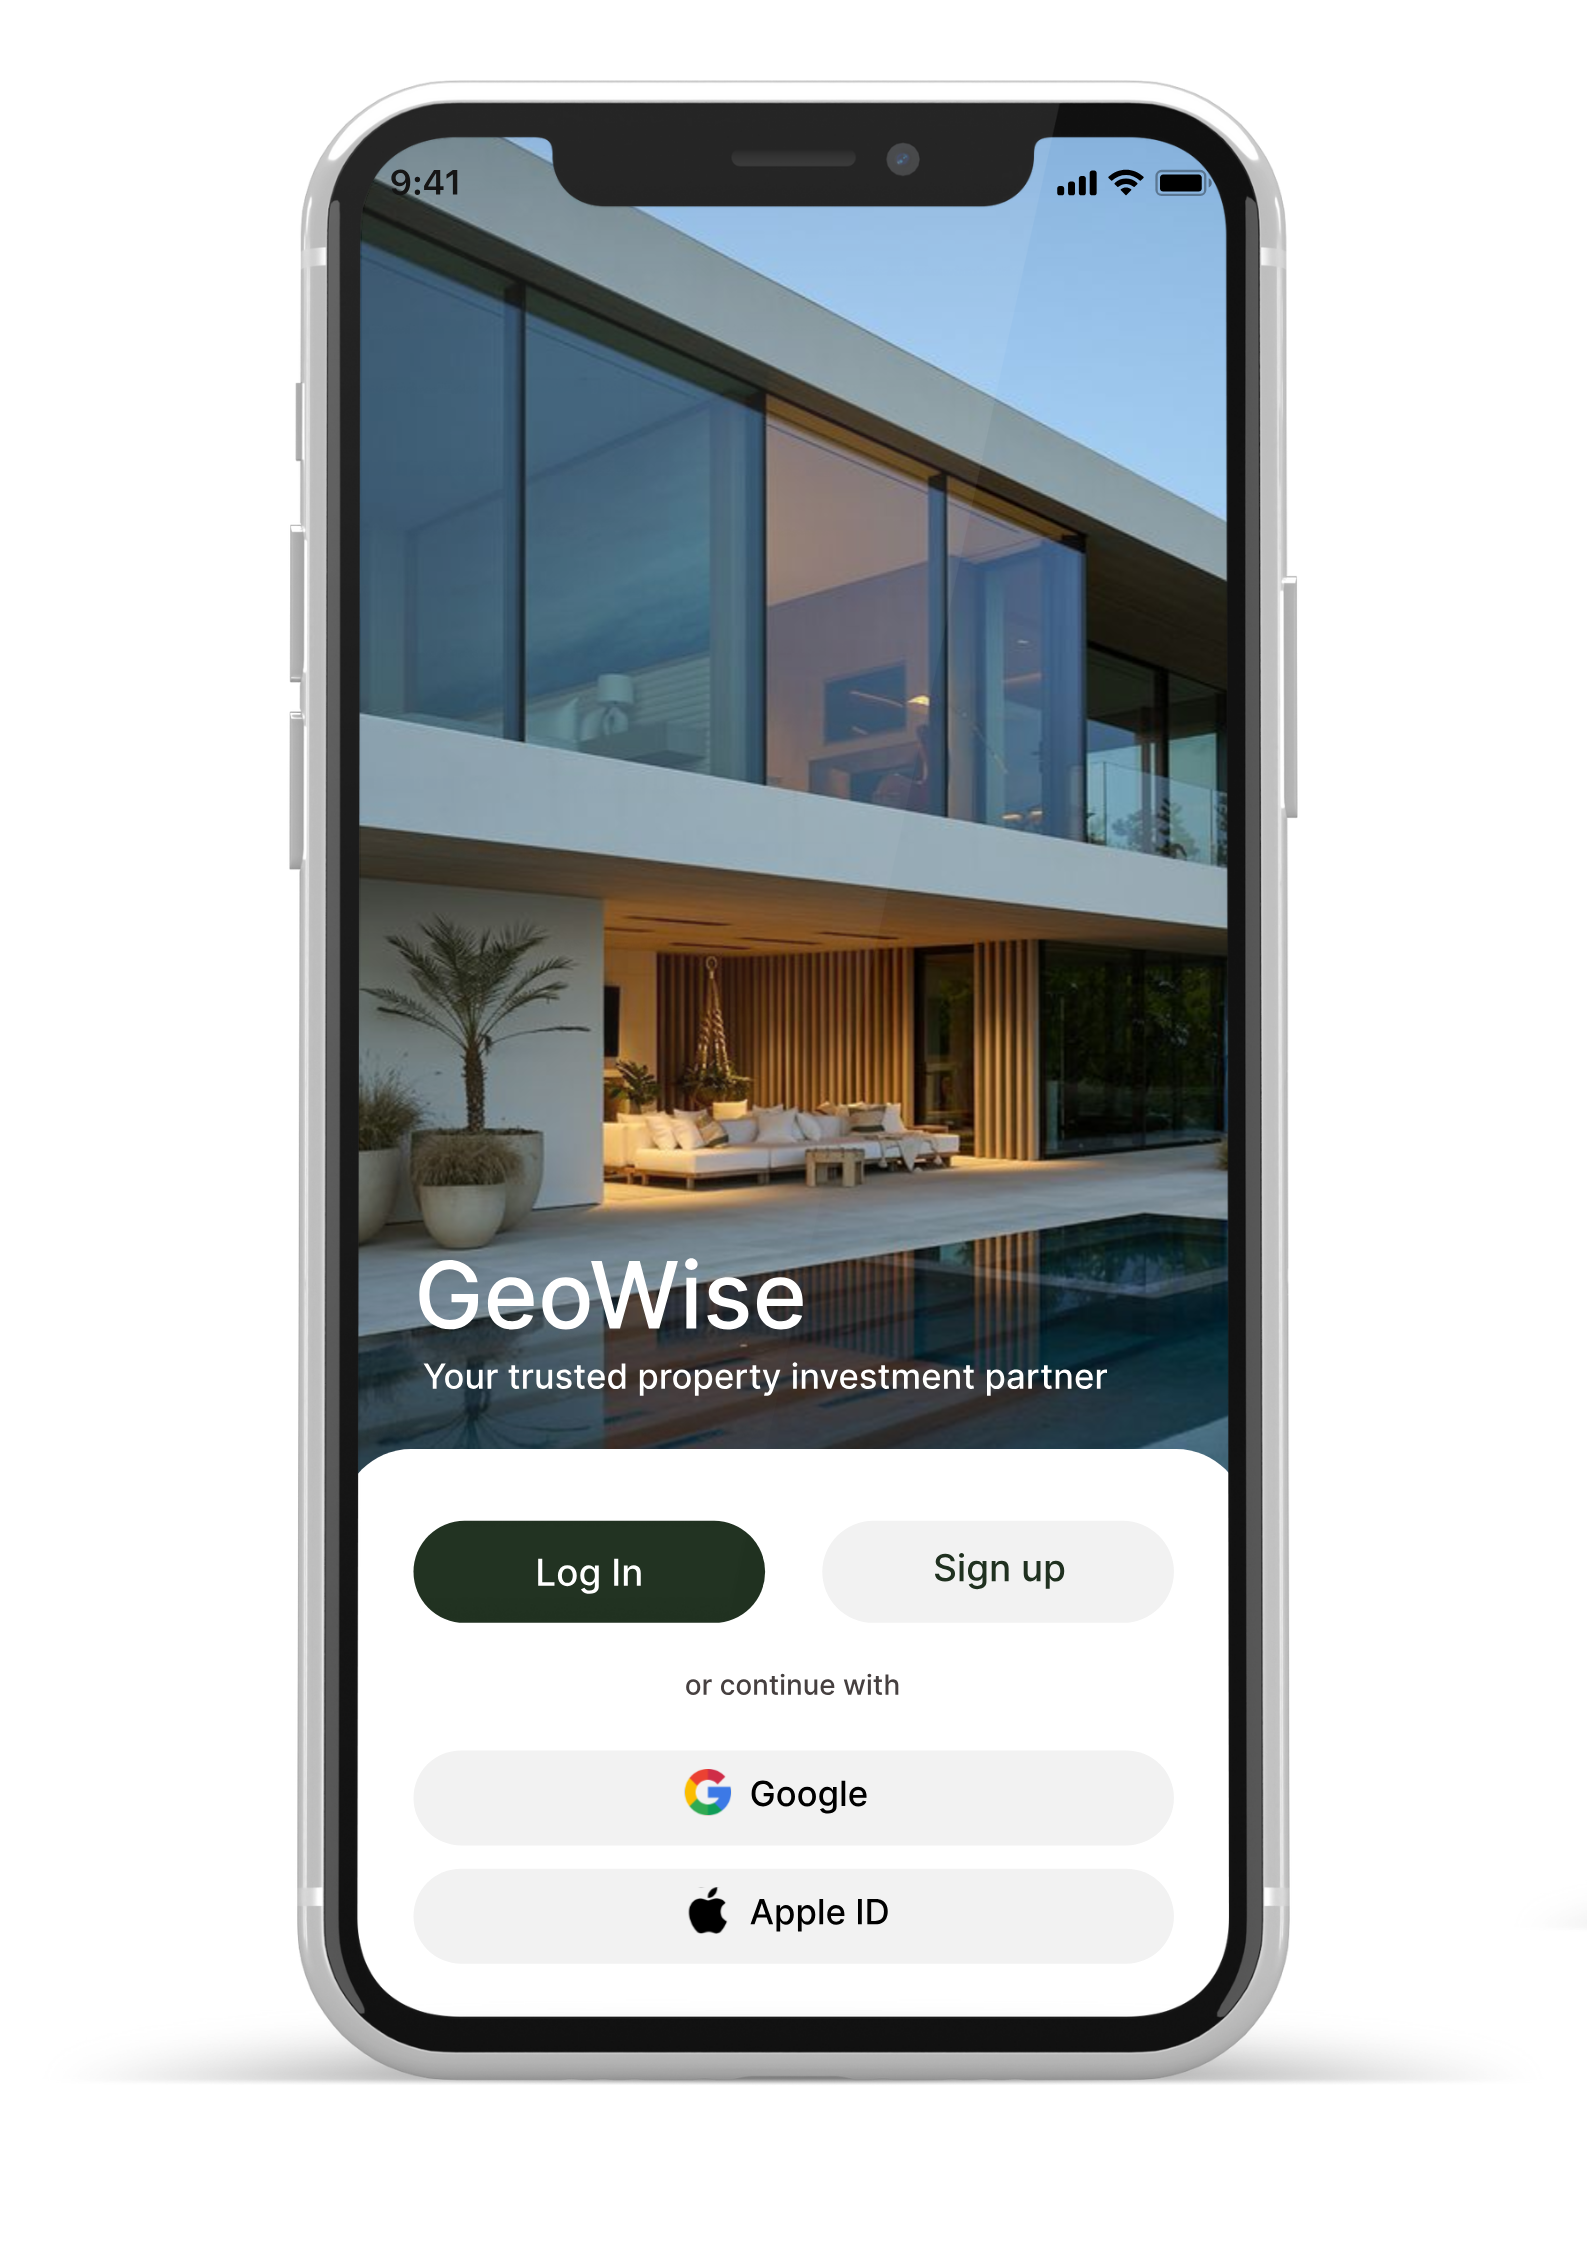 9:41
GeoWise
Your trusted property investment partner
Log In
Sign up
or continue with
Google
Apple ID